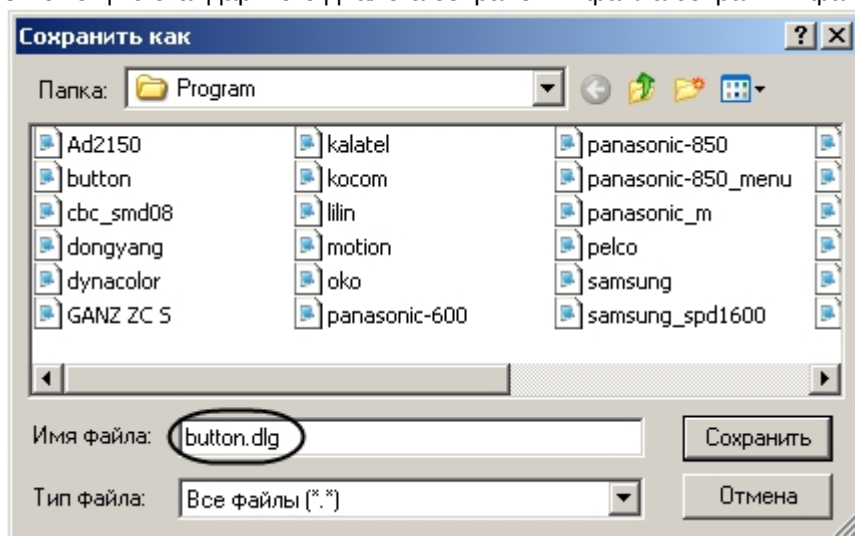 Сохранить как
Папка: Program
Ad2150 kalatel panasonic-850
button kocom panasonic-850_menu
cbc_smd08 lilin panasonic_m
dongyang motion pelco
dynacolor oko samsung
GANZ ZC S panasonic-600 samsung_spd1600
Имя файла: button.dlg Сохранить
Тип файла: Все файлы (*.*) Отмена